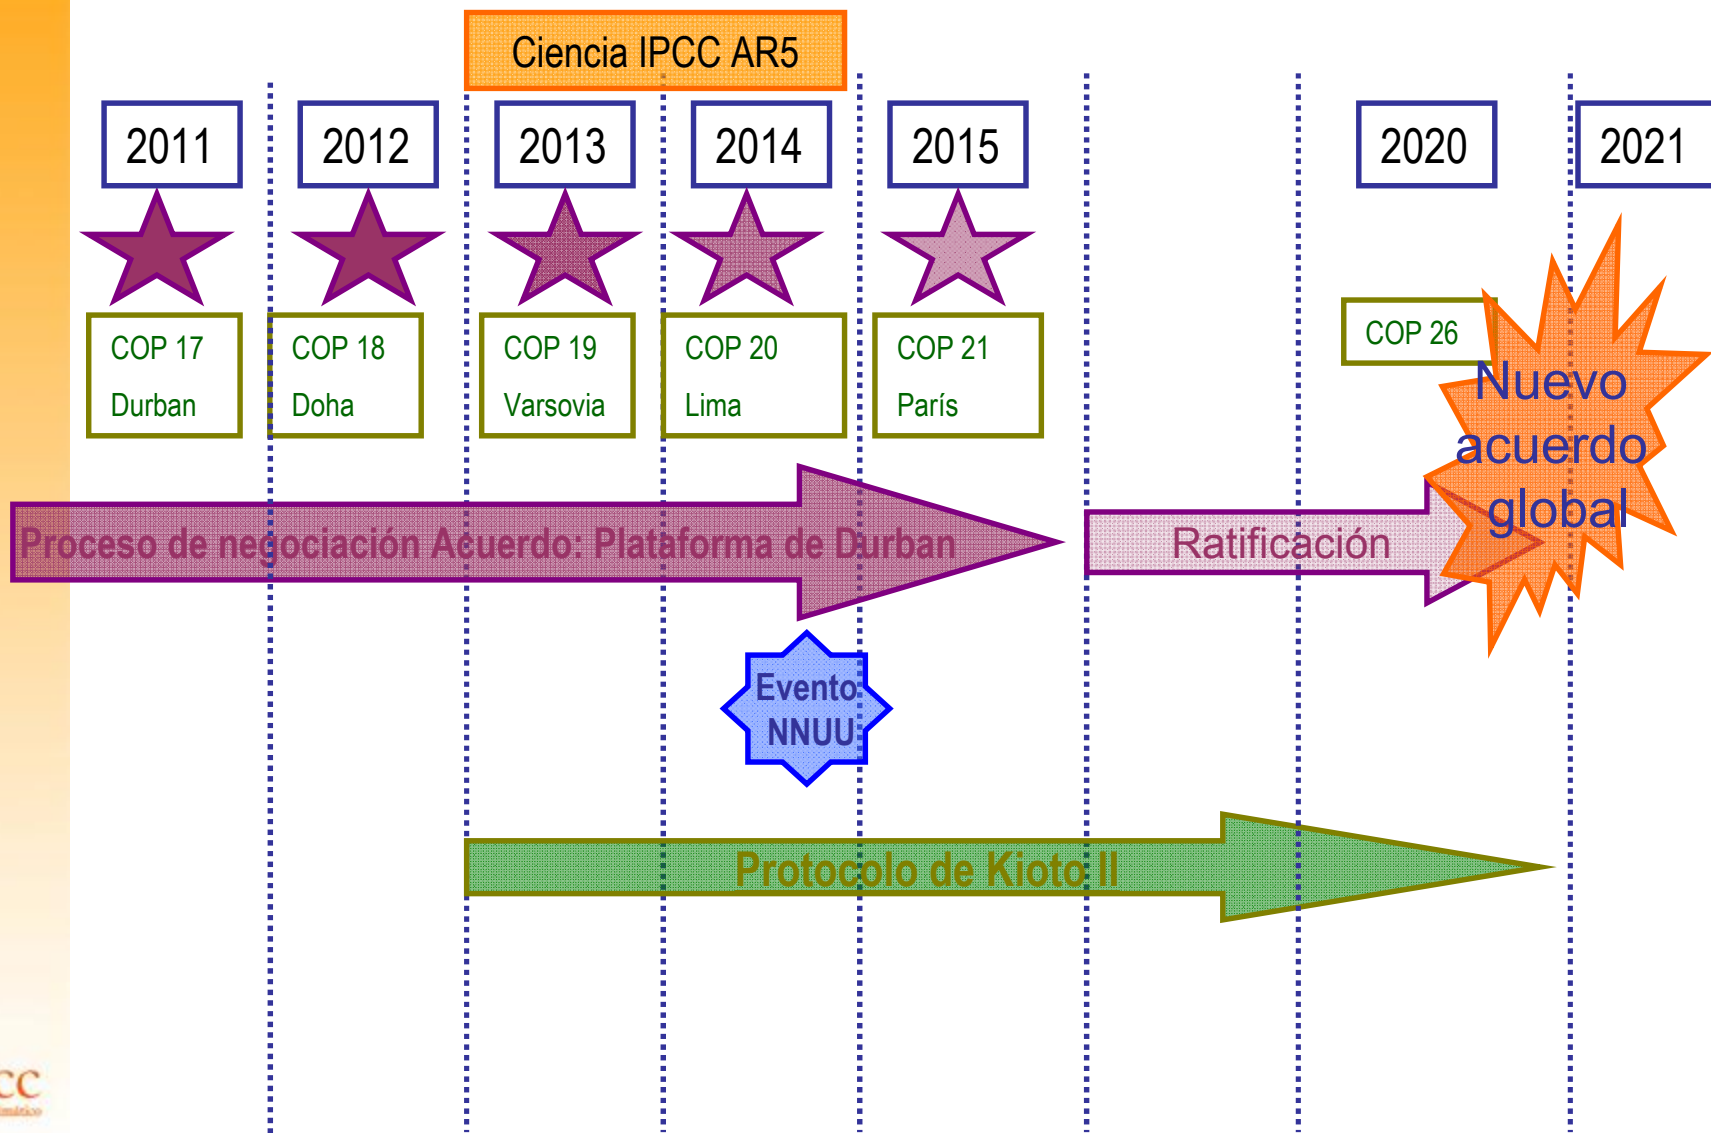 Ciencia IPCC AR5
2011 2012 2013 2014 2015 2020 2021
COP 17
Durban
COP 18
Doha
COP 19
Varsovia
COP 20
Lima
COP 21
París
COP 26
Nuevo
acuerdo
global
Proceso de negociación Acuerdo: Plataforma de Durban
Ratificación
Evento
NNUU
Protocolo de Kioto II
CC
imático